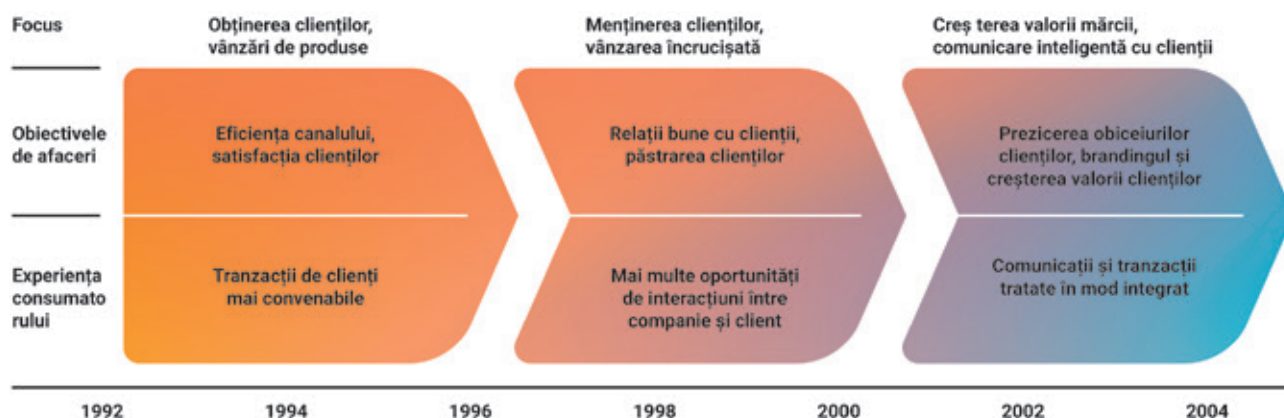 Focus
Obținerea clienților,
vânzări de produse
Menținerea clienților,
vânzarea încrucișată
Creș terea valorii mărcii,
comunicare inteligentă cu clienții
Obiectivele
de afaceri
Eficiența canalului,
satisfacția clienților
Relații bune cu clienții,
păstrarea clienților
Prezicerea obiceiurilor
clienților, brandingul și
creșterea valorii clienților
Experiența
consumato
rului
Tranzacții de clienți
mai convenabile
Mai multe oportunități
de interacțiuni între
companie și client
Comunicații și tranzacții
tratate în mod integrat
1992 1994 1996 1998 2000 2002 2004